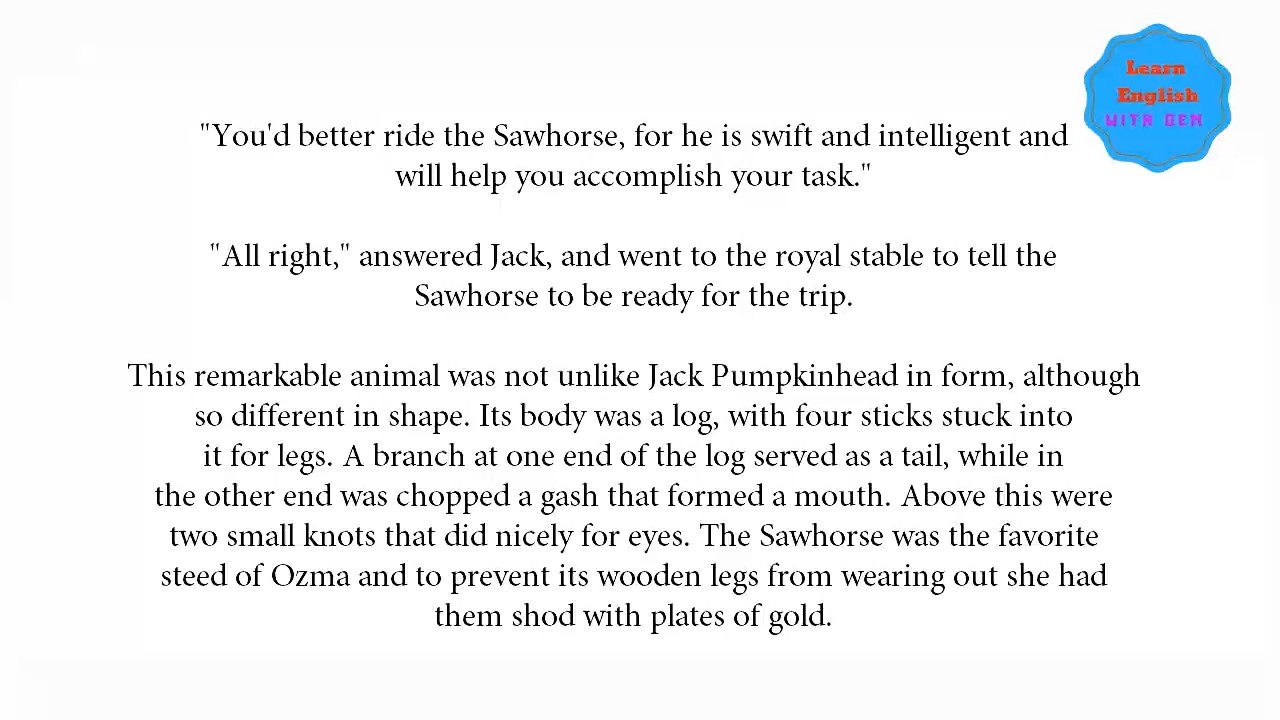 Learn
English
WITH GEM
"You'd better ride the Sawhorse, for he is swift and intelligent and
will help you accomplish your task."
"All right," answered Jack, and went to the royal stable to tell the
Sawhorse to be ready for the trip.
This remarkable animal was not unlike Jack Pumpkinhead in form, although
so different in shape. Its body was a log, with four sticks stuck into
it for legs. A branch at one end of the log served as a tail, while in
the other end was chopped a gash that formed a mouth. Above this were
two small knots that did nicely for eyes. The Sawhorse was the favorite
steed of Ozma and to prevent its wooden legs from wearing out she had
them shod with plates of gold.